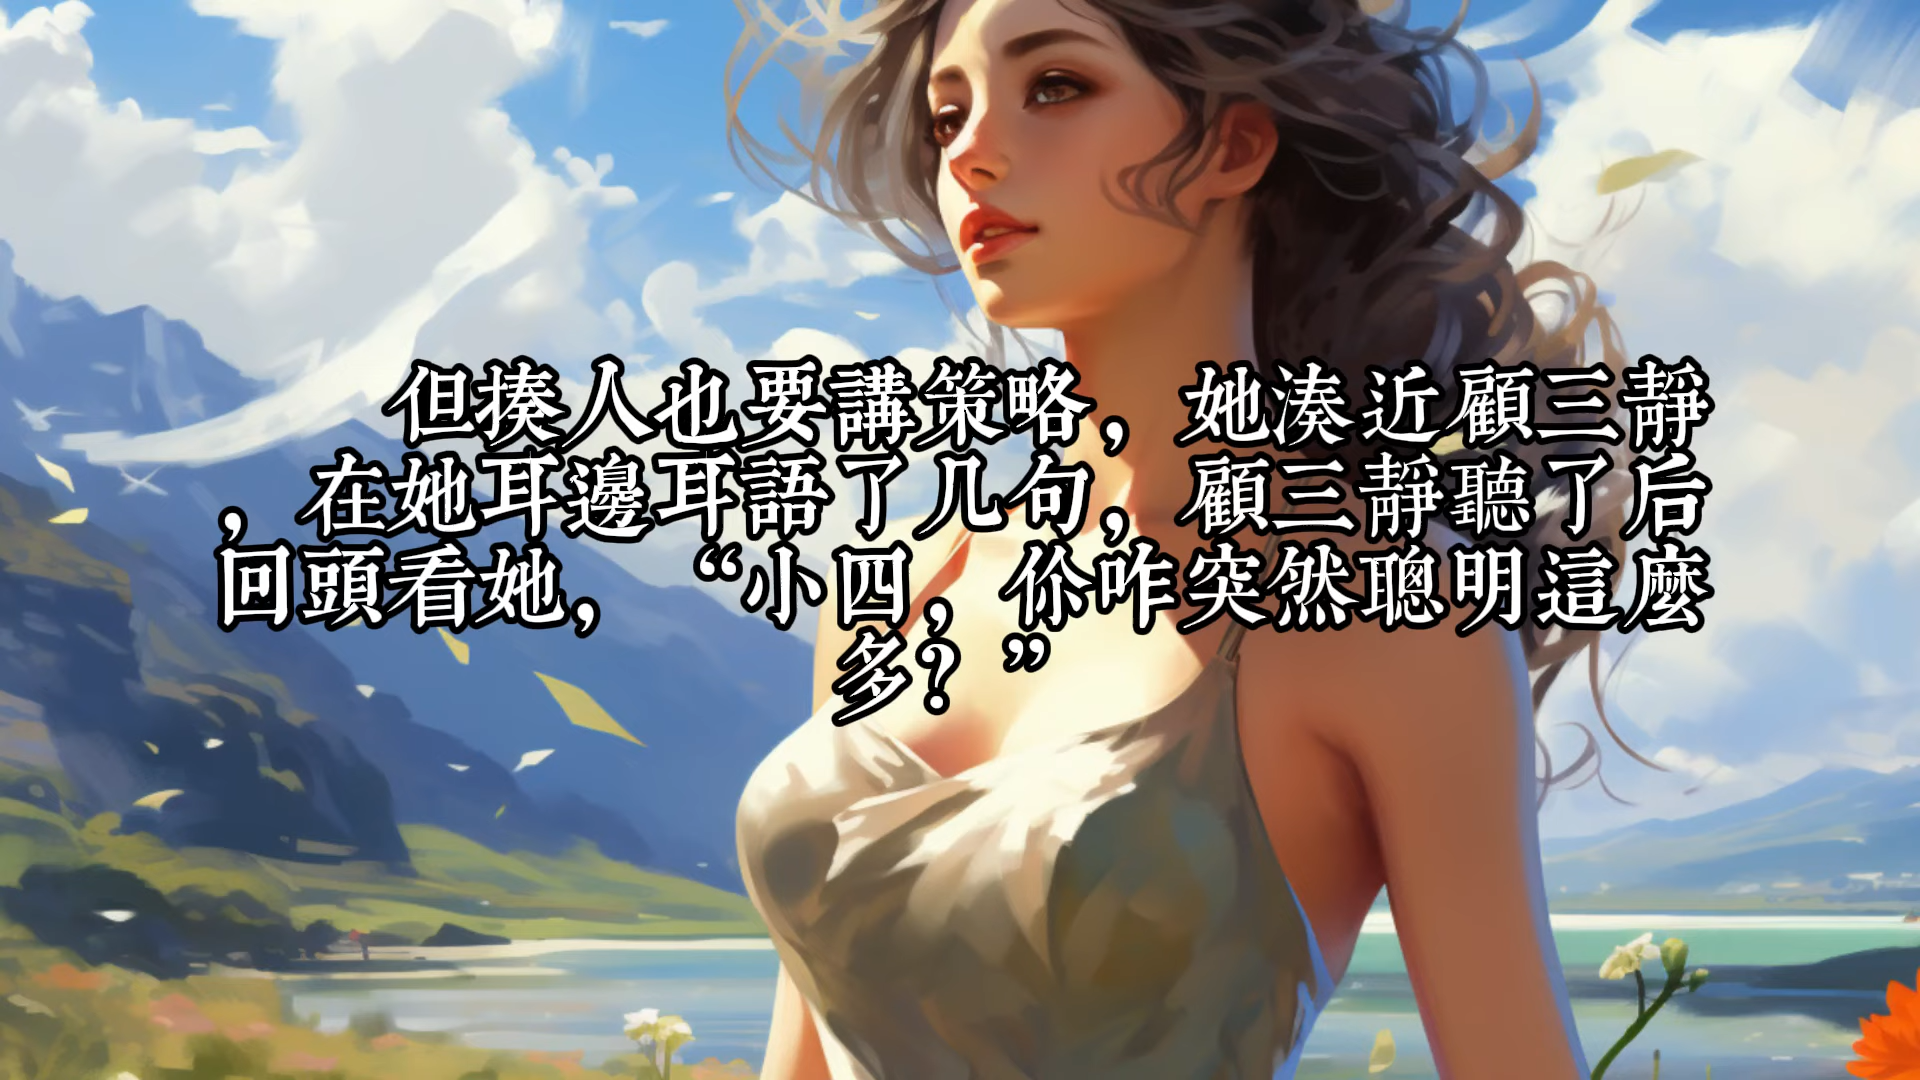 但揍人也要講策略，她湊近顧三靜
，在她耳邊耳語了几句，顧三靜聽了后
回頭看她，“小四，你咋突然聰明這麼
多？”